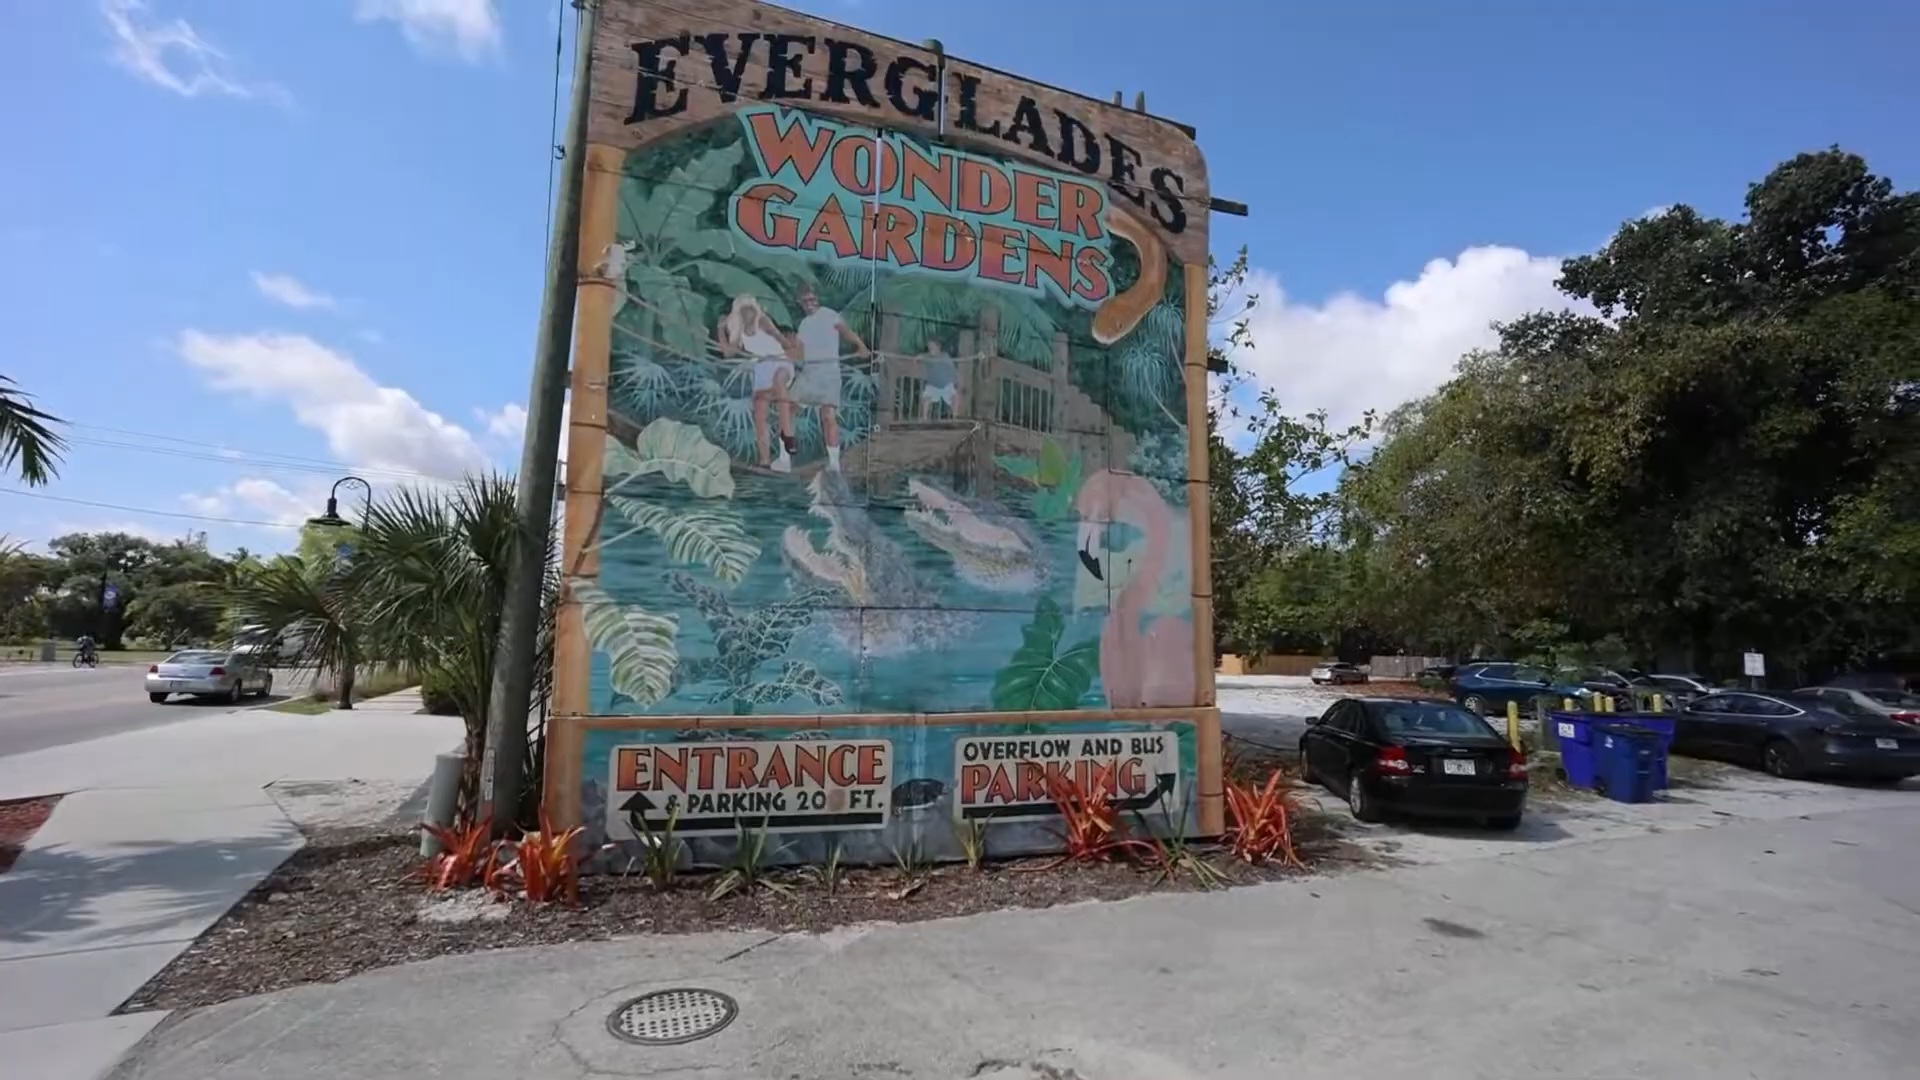 EVERGLADES
WONDER
GARDENS
ENTRANCE
& PARKING 20 FT.
OVERFLOW AND BUS
PARKING